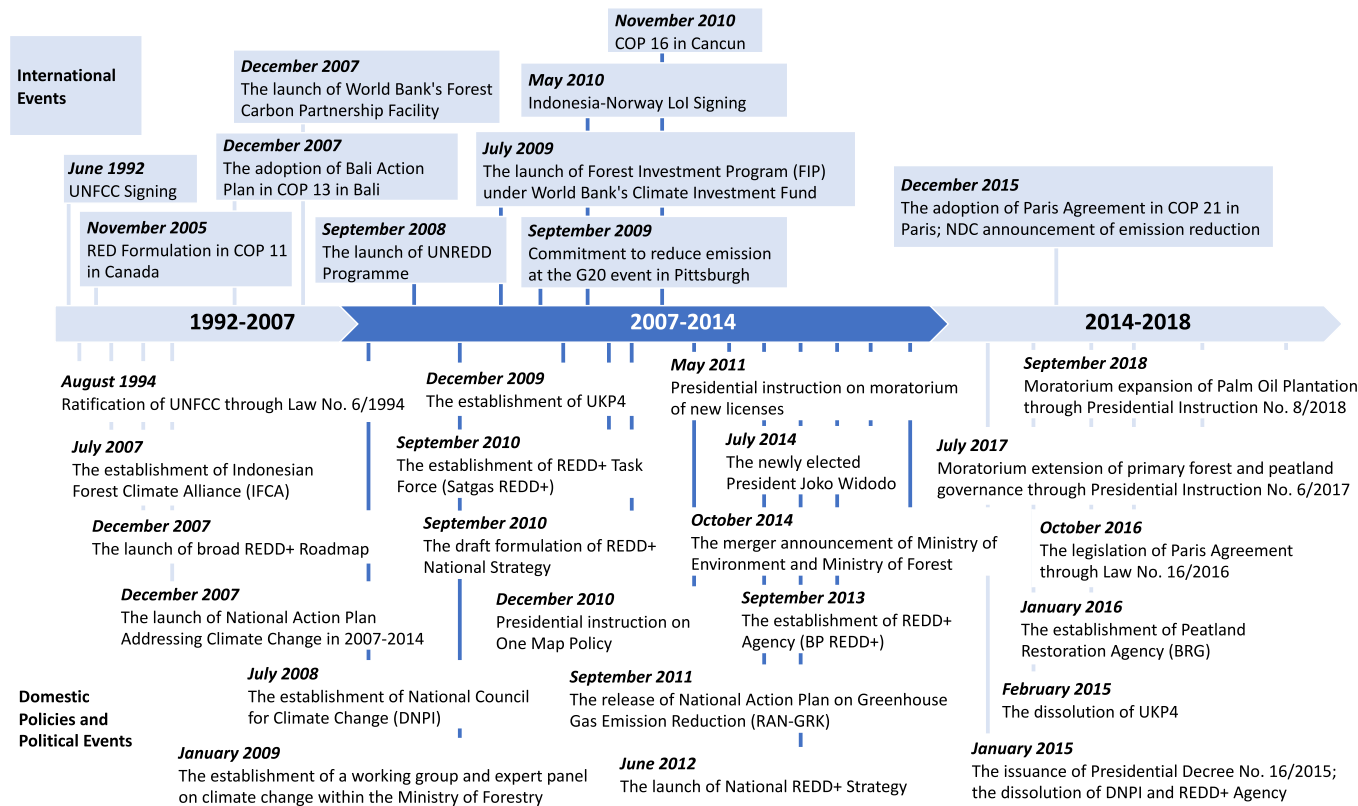 November 2010
COP 16 in Cancun
International
Events
December 2007
The launch of World Bank's Forest
Carbon Partnership Facility
May 2010
Indonesia-Norway LoI Signing
June 1992
UNFCC Signing
December 2007
The adoption of Bali Action
Plan in COP 13 in Bali
July 2009
The launch of Forest Investment Program (FIP)
under World Bank's Climate Investment Fund
December 2015
The adoption of Paris Agreement in COP 21 in
Paris; NDC announcement of emission reduction
November 2005
RED Formulation in COP 11
in Canada
September 2008
The launch of UNREDD
Programme
September 2009
Commitment to reduce emission
at the G20 event in Pittsburgh
1992-2007
2007-2014
2014-2018
August 1994
Ratification of UNFCC through Law No. 6/1994
December 2009
The establishment of UKP4
May 2011
Presidential instruction on moratorium
of new licenses
September 2018
Moratorium expansion of Palm Oil Plantation
through Presidential Instruction No. 8/2018
July 2007
The establishment of Indonesian
Forest Climate Alliance (IFCA)
September 2010
The establishment of REDD+ Task
Force (Satgas REDD+)
July 2014
The newly elected
President Joko Widodo
July 2017
Moratorium extension of primary forest and peatland
governance through Presidential Instruction No. 6/2017
December 2007
The launch of broad REDD+ Roadmap
September 2010
The draft formulation of REDD+
National Strategy
October 2014
The merger announcement of Ministry of
Environment and Ministry of Forest
October 2016
The legislation of Paris Agreement
through Law No. 16/2016
December 2007
The launch of National Action Plan
Addressing Climate Change in 2007-2014
December 2010
Presidential instruction on
One Map Policy
September 2013
The establishment of REDD+
Agency (BP REDD+)
January 2016
The establishment of Peatland
Restoration Agency (BRG)
July 2008
The establishment of National Council
for Climate Change (DNPI)
September 2011
The release of National Action Plan on Greenhouse
Gas Emission Reduction (RAN-GRK)
February 2015
The dissolution of UKP4
Domestic
Policies and
Political Events
January 2009
The establishment of a working group and expert panel
on climate change within the Ministry of Forestry
June 2012
The launch of National REDD+ Strategy
January 2015
The issuance of Presidential Decree No. 16/2015;
the dissolution of DNPI and REDD+ Agency